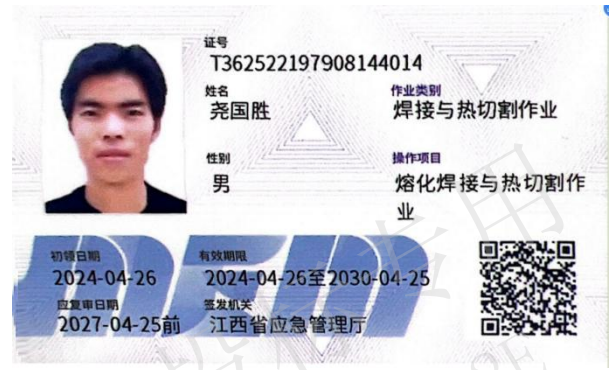 证号
T362522197908144014
姓名
尧国胜
作业类别
焊接与热切割作业
性别
男
操作项目
熔化焊接与热切割作
业
初领日期
2024-04-26
有效期限
2024-04-26至2030-04-25
应复审日期
2027-04-25前
签发机关
江西省应急管理厅
专用